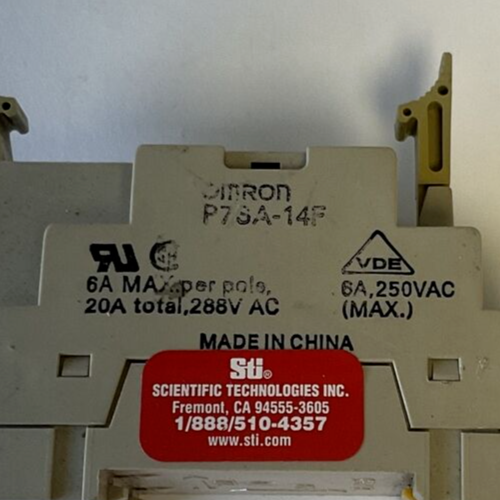 OMRON
P7SA-14F
6A MAX.per pole,
20A total,288V AC
VDE
6A,250VAC
(MAX.)
MADE IN CHINA
Sti®
SCIENTIFIC TECHNOLOGIES INC.
Fremont, CA 94555-3605
1/888/510-4357
www.sti.com